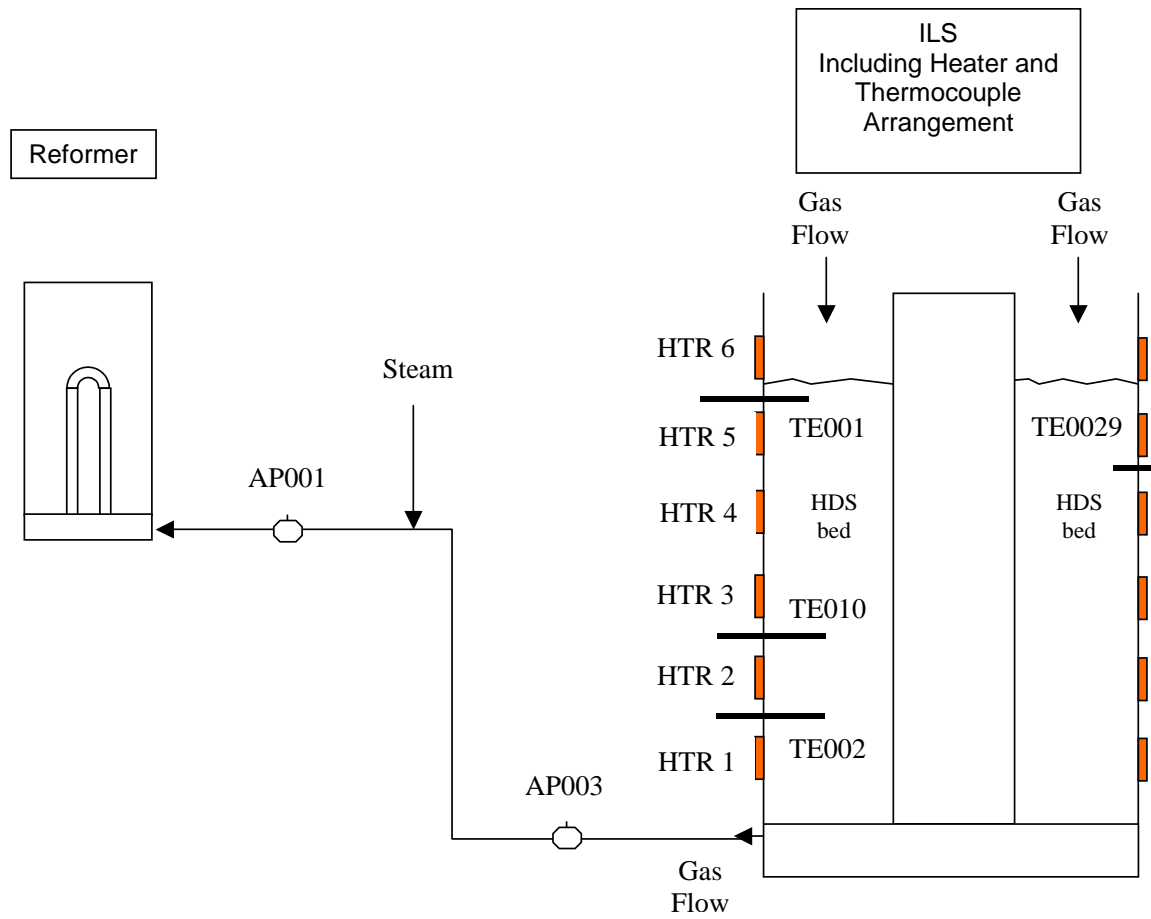 ILS
Including Heater and
Thermocouple
Arrangement
Reformer
Gas
Flow
Gas
Flow
HTR 6
Steam
TE001
TE0029
HTR 5
AP001
HTR 4
HDS
bed
HDS
bed
HTR 3
TE010
HTR 2
TE002
HTR 1
AP003
Gas
Flow